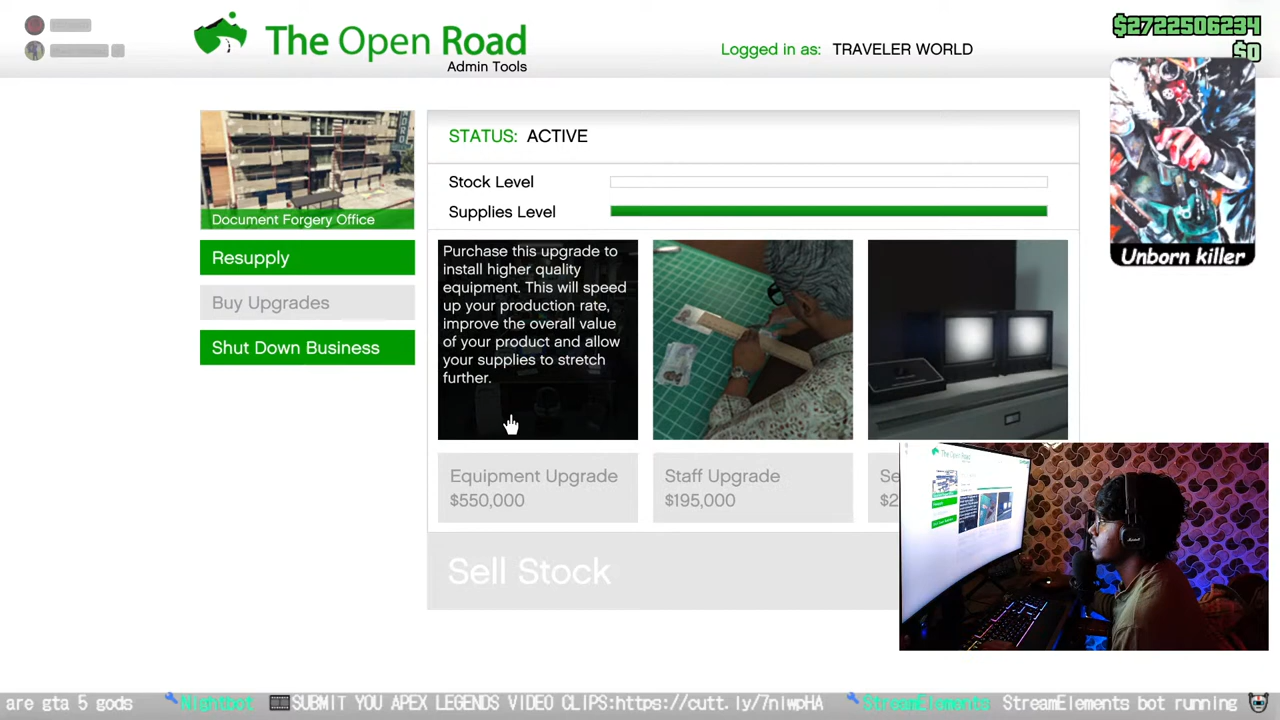 The Open Road
Admin Tools
Logged in as: TRAVELER WORLD
$2722506234
$0
Unborn killer
Document Forgery Office
STATUS: ACTIVE
Stock Level
Supplies Level
Resupply
Buy Upgrades
Shut Down Business
Purchase this upgrade to
install higher quality
equipment. This will speed
up your production rate,
improve the overall value
of your product and allow
your supplies to stretch
further.
Equipment Upgrade
$550,000
Staff Upgrade
$195,000
Se
$2
Sell Stock
are gta 5 gods Nightbot SUBMIT YOU APEX LEGENDS VIDEO CLIPS:https://cutt.ly/7nlwpHA StreamElements StreamElements bot running